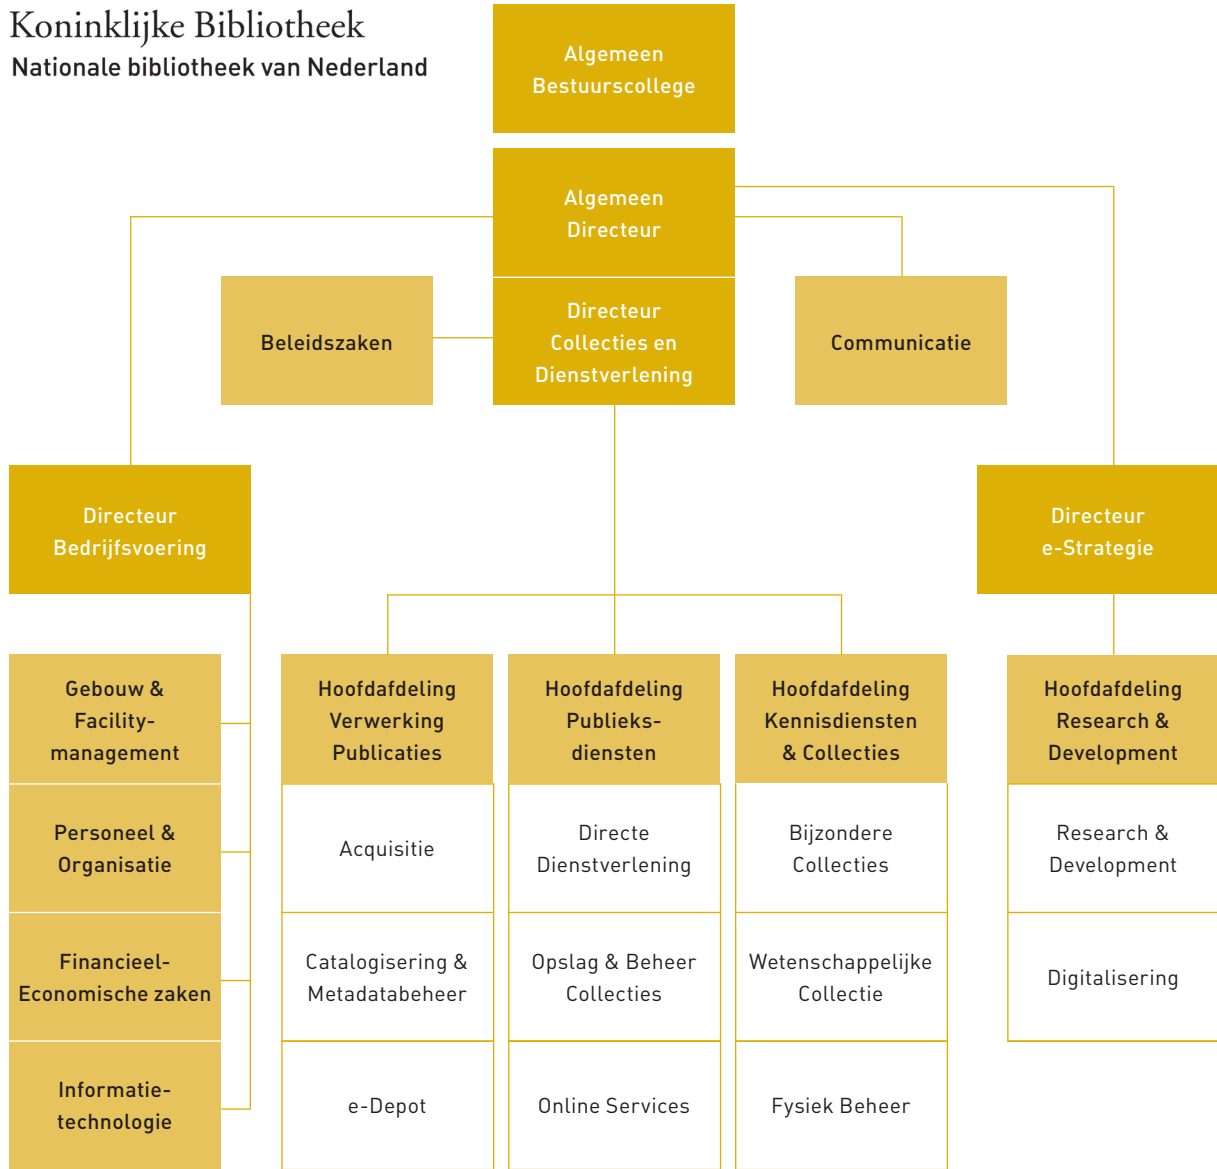 Koninklijke Bibliotheek
Nationale bibliotheek van Nederland
Algemeen
Bestuurscollege
Algemeen
Directeur
Directeur
Collecties en
Dienstverlening
Beleidszaken
Communicatie
Directeur
Bedrijfsvoering
Directeur
e-Strategie
Gebouw &
Facility-
management
Personeel &
Organisatie
Financieel-
Economische zaken
Informatie-
technologie
Hoofdafdeling
Verwerking
Publicaties
Acquisitie
Catalogisering &
Metadatabeheer
e-Depot
Hoofdafdeling
Publieks-
diensten
Directe
Dienstverlening
Opslag & Beheer
Collecties
Online Services
Hoofdafdeling
Kennisdiensten
& Collecties
Bijzondere
Collecties
Wetenschappelijke
Collectie
Fysiek Beheer
Hoofdafdeling
Research &
Development
Research &
Development
Digitalisering